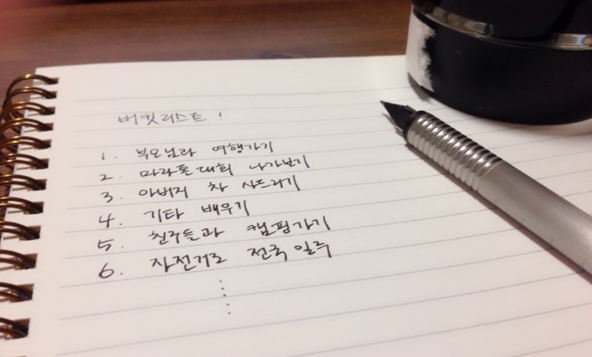 버킷리스트!
1. 부모님과 여행가기
2. 마라톤대회 나가보기
3. 아버지 차 사드리기
4. 기타 배우기
5. 친구들과 캠핑가기
6. 자전거로 전국일주
⋮